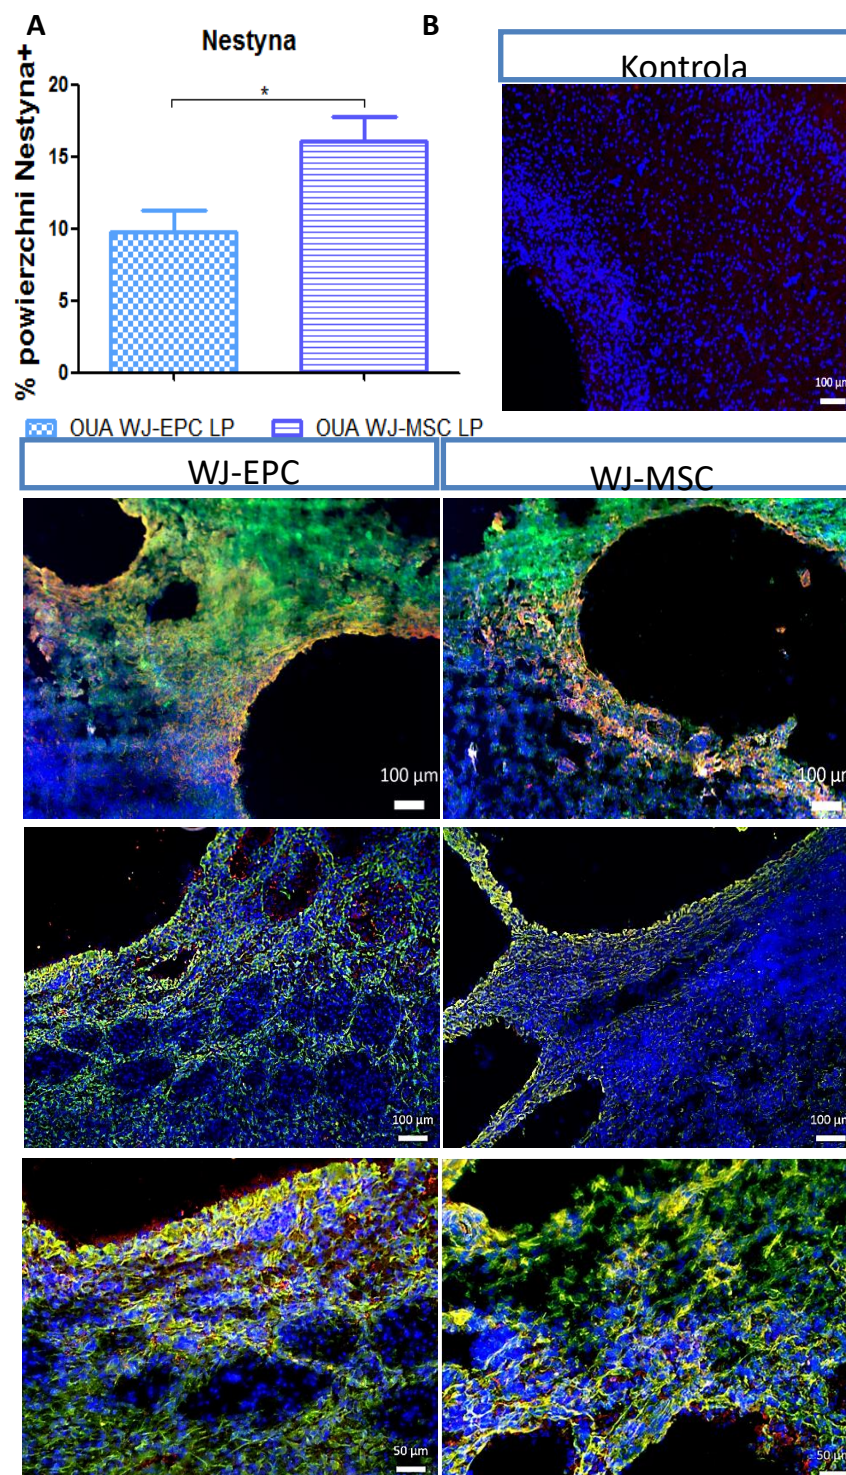 A
Nestyna
% powierzchni Nestyna+
20
15
10
5
0
*
OUA WJ-EPC LP
OUA WJ-MSC LP
B
Kontrola
100 µm
WJ-EPC
WJ-MSC
100 µm
100 µm
100 µm
100 µm
50 µm
50 µm